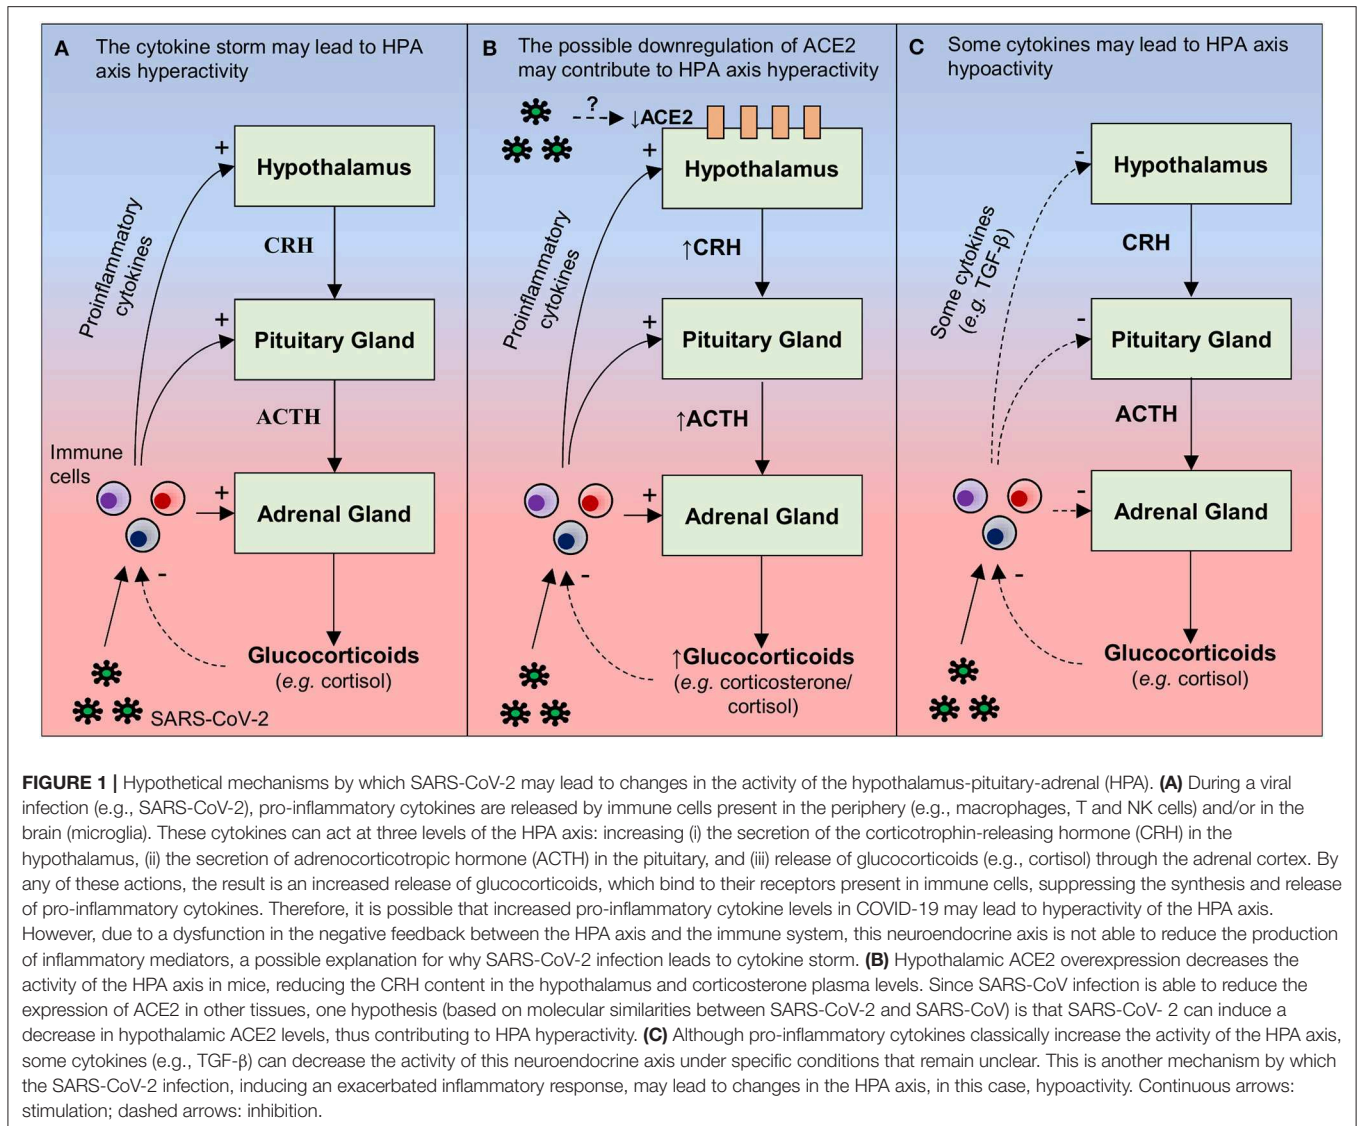 A The cytokine storm may lead to HPA
axis hyperactivity
+
Hypothalamus
Proinflammatory
cytokines
CRH
+
Pituitary Gland
ACTH
Immune
cells
+
Adrenal Gland
-
Glucocorticoids
(e.g. cortisol)
SARS-CoV-2
B The possible downregulation of ACE2
may contribute to HPA axis hyperactivity
?
↓ACE2
+
Hypothalamus
Proinflammatory
cytokines
↑CRH
+
Pituitary Gland
↑ACTH
+
Adrenal Gland
-
↑Glucocorticoids
(e.g. corticosterone/
cortisol)
C Some cytokines may lead to HPA axis
hypoactivity
-
Hypothalamus
Some cytokines
(e.g. TGF-β)
CRH
-
Pituitary Gland
ACTH
-
Adrenal Gland
-
Glucocorticoids
(e.g. cortisol)
FIGURE 1 | Hypothetical mechanisms by which SARS-CoV-2 may lead to changes in the activity of the hypothalamus-pituitary-adrenal (HPA). (A) During a viral
infection (e.g., SARS-CoV-2), pro-inflammatory cytokines are released by immune cells present in the periphery (e.g., macrophages, T and NK cells) and/or in the
brain (microglia). These cytokines can act at three levels of the HPA axis: increasing (i) the secretion of the corticotrophin-releasing hormone (CRH) in the
hypothalamus, (ii) the secretion of adrenocorticotropic hormone (ACTH) in the pituitary, and (iii) release of glucocorticoids (e.g., cortisol) through the adrenal cortex. By
any of these actions, the result is an increased release of glucocorticoids, which bind to their receptors present in immune cells, suppressing the synthesis and release
of pro-inflammatory cytokines. Therefore, it is possible that increased pro-inflammatory cytokine levels in COVID-19 may lead to hyperactivity of the HPA axis.
However, due to a dysfunction in the negative feedback between the HPA axis and the immune system, this neuroendocrine axis is not able to reduce the production
of inflammatory mediators, a possible explanation for why SARS-CoV-2 infection leads to cytokine storm. (B) Hypothalamic ACE2 overexpression decreases the
activity of the HPA axis in mice, reducing the CRH content in the hypothalamus and corticosterone plasma levels. Since SARS-CoV infection is able to reduce the
expression of ACE2 in other tissues, one hypothesis (based on molecular similarities between SARS-CoV-2 and SARS-CoV) is that SARS-CoV- 2 can induce a
decrease in hypothalamic ACE2 levels, thus contributing to HPA hyperactivity. (C) Although pro-inflammatory cytokines classically increase the activity of the HPA axis,
some cytokines (e.g., TGF-β) can decrease the activity of this neuroendocrine axis under specific conditions that remain unclear. This is another mechanism by which
the SARS-CoV-2 infection, inducing an exacerbated inflammatory response, may lead to changes in the HPA axis, in this case, hypoactivity. Continuous arrows:
stimulation; dashed arrows: inhibition.